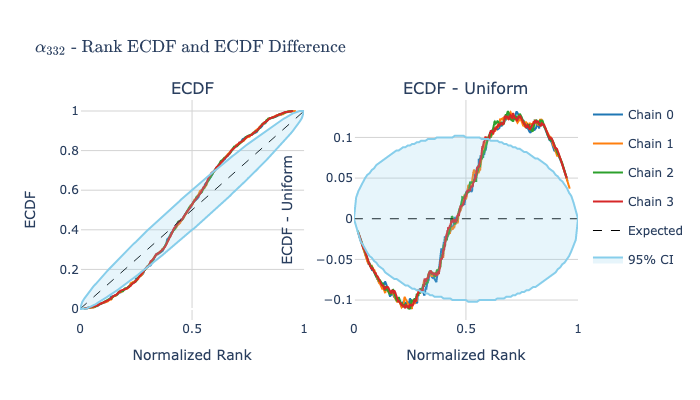 α332 - Rank ECDF and ECDF Difference
ECDF
ECDF - Uniform
ECDF
1
0.8
0.6
0.4
0.2
0
0
0.5
1
Normalized Rank
ECDF - Uniform
0.1
0.05
0
−0.05
−0.1
0
0.5
1
Normalized Rank
Chain 0
Chain 1
Chain 2
Chain 3
Expected
95% CI